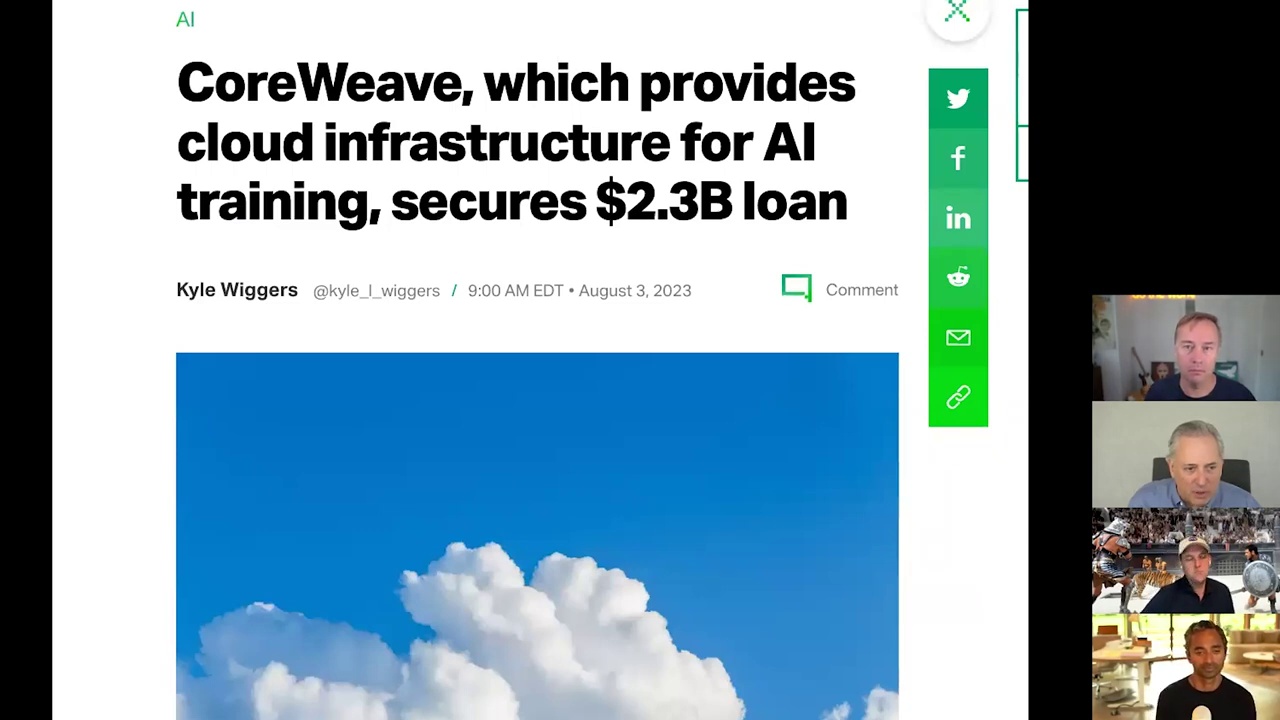 AI
CoreWeave, which provides
cloud infrastructure for AI
training, secures $2.3B loan
Kyle Wiggers @kyle_l_wiggers / 9:00 AM EDT • August 3, 2023
Comment